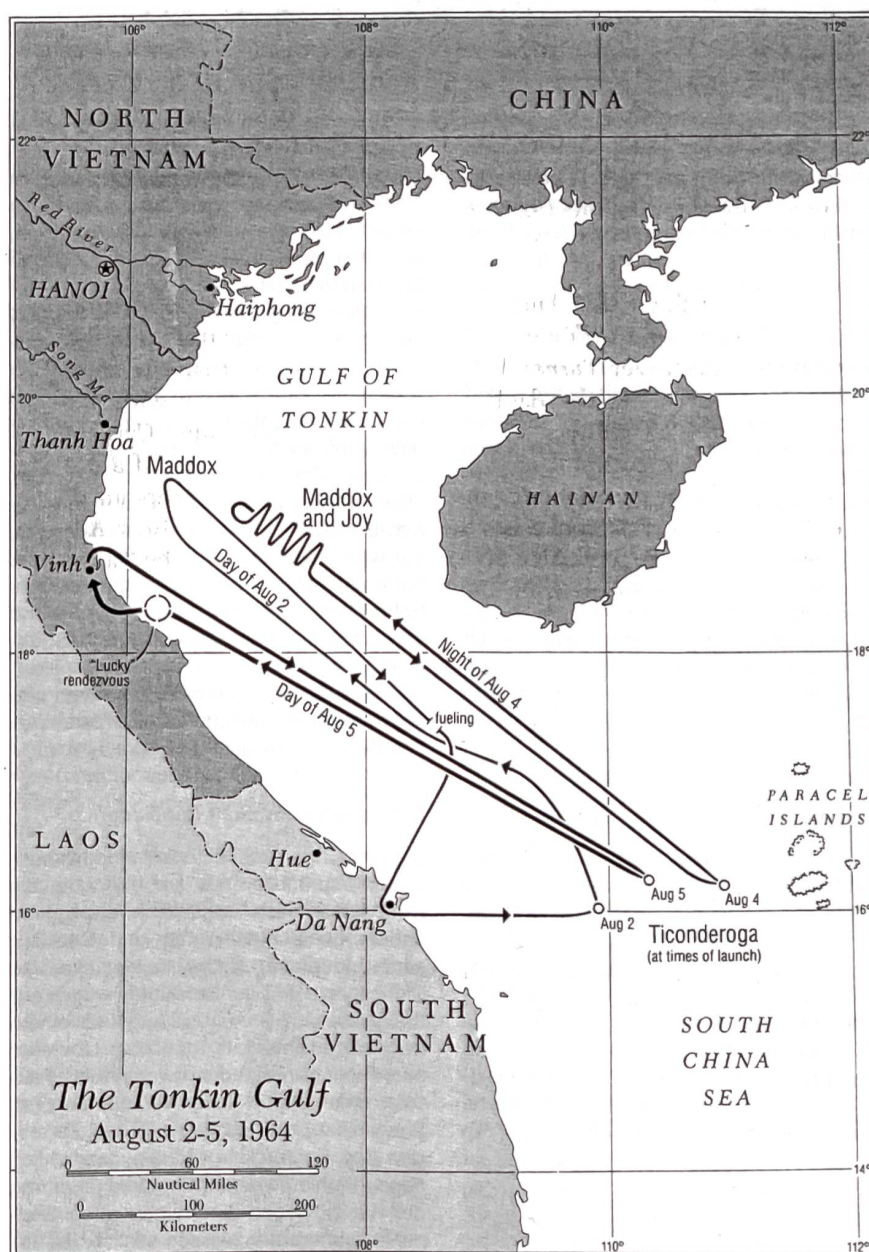 106°
108°
110°
112°
CHINA
NORTH
VIETNAM
22°
22°
Red River
HANOI
Haiphong
Song Ma
GULF OF
TONKIN
20°
20°
Thanh Hoa
Maddox
Maddox
and Joy
HAINAN
Day of Aug 2
Vinh
Night of Aug 4
18°
18°
"Lucky"
rendezvous
Day of Aug 5
fueling
PARACEL
ISLANDS
LAOS
Hue
Aug 5
Aug 4
16°
16°
Da Nang
Aug 2
Ticonderoga
(at times of launch)
SOUTH
VIETNAM
SOUTH
CHINA
SEA
The Tonkin Gulf
August 2-5, 1964
0 60 120
Nautical Miles
0 100 200
Kilometers
14°
14°
106°
108°
110°
112°